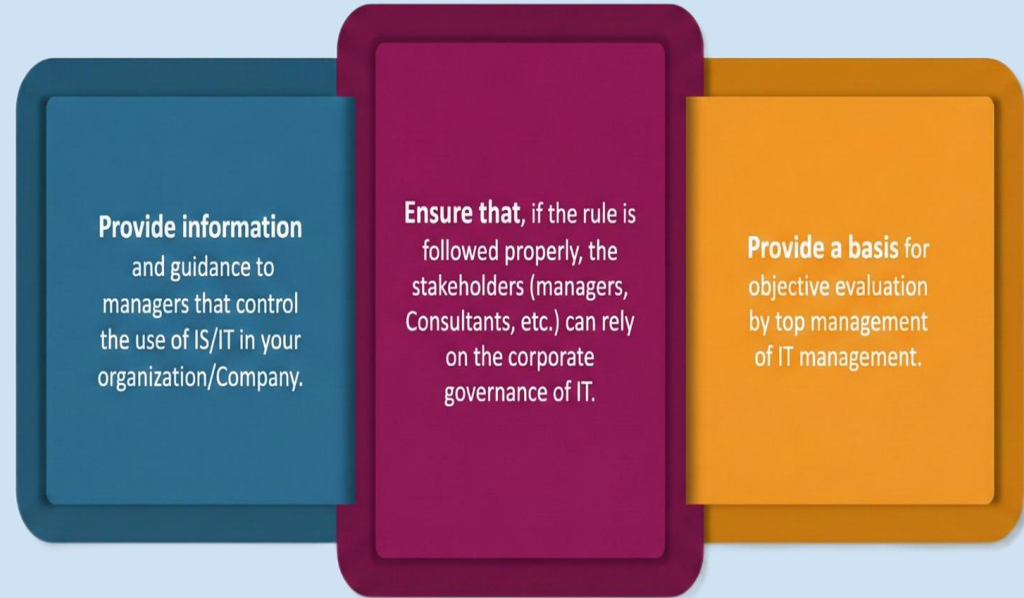 Provide information
and guidance to
managers that control
the use of IS/IT in your
organization/Company.
Ensure that, if the rule is
followed properly, the
stakeholders (managers,
Consultants, etc.) can rely
on the corporate
governance of IT.
Provide a basis for
objective evaluation
by top management
of IT management.